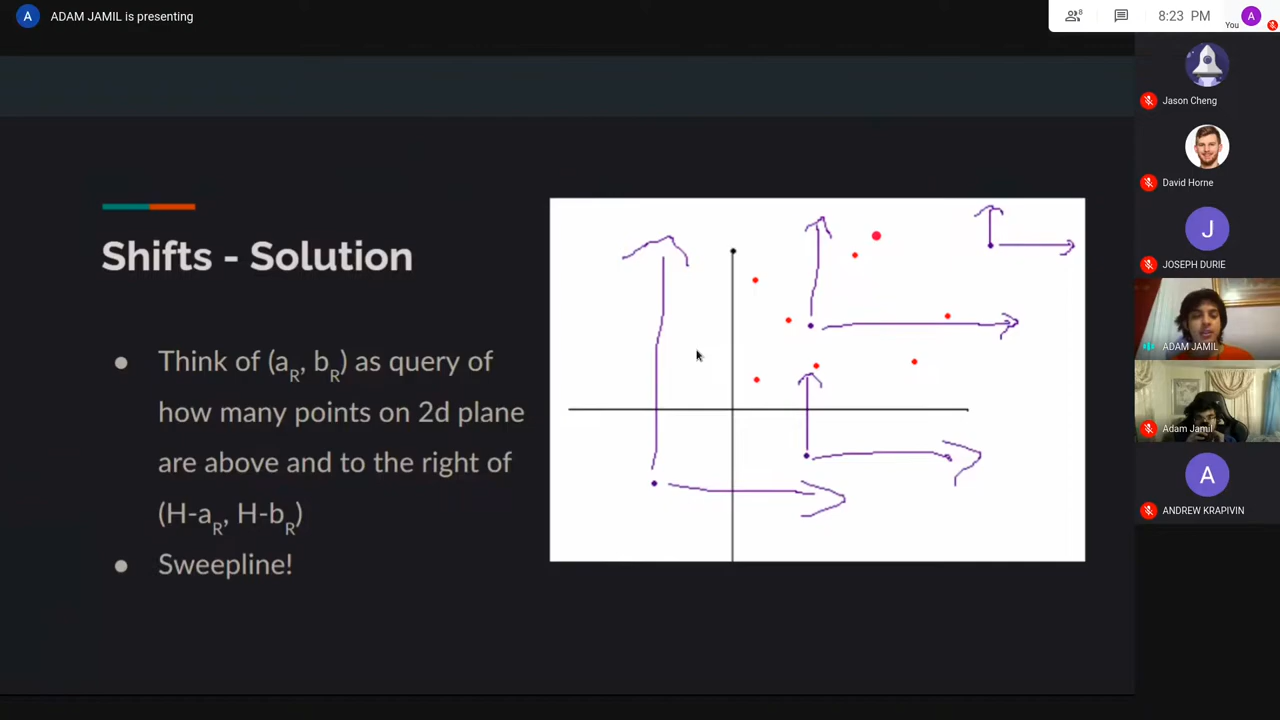 A ADAM JAMIL is presenting
8
8:23 PM
You
A
Jason Cheng
David Horne
J
JOSEPH DURIE
ADAM JAMIL
Adam Jamil
A
ANDREW KRAPIVIN
Shifts - Solution
● Think of (aR, bR) as query of
how many points on 2d plane
are above and to the right of
(H-aR, H-bR)
● Sweepline!